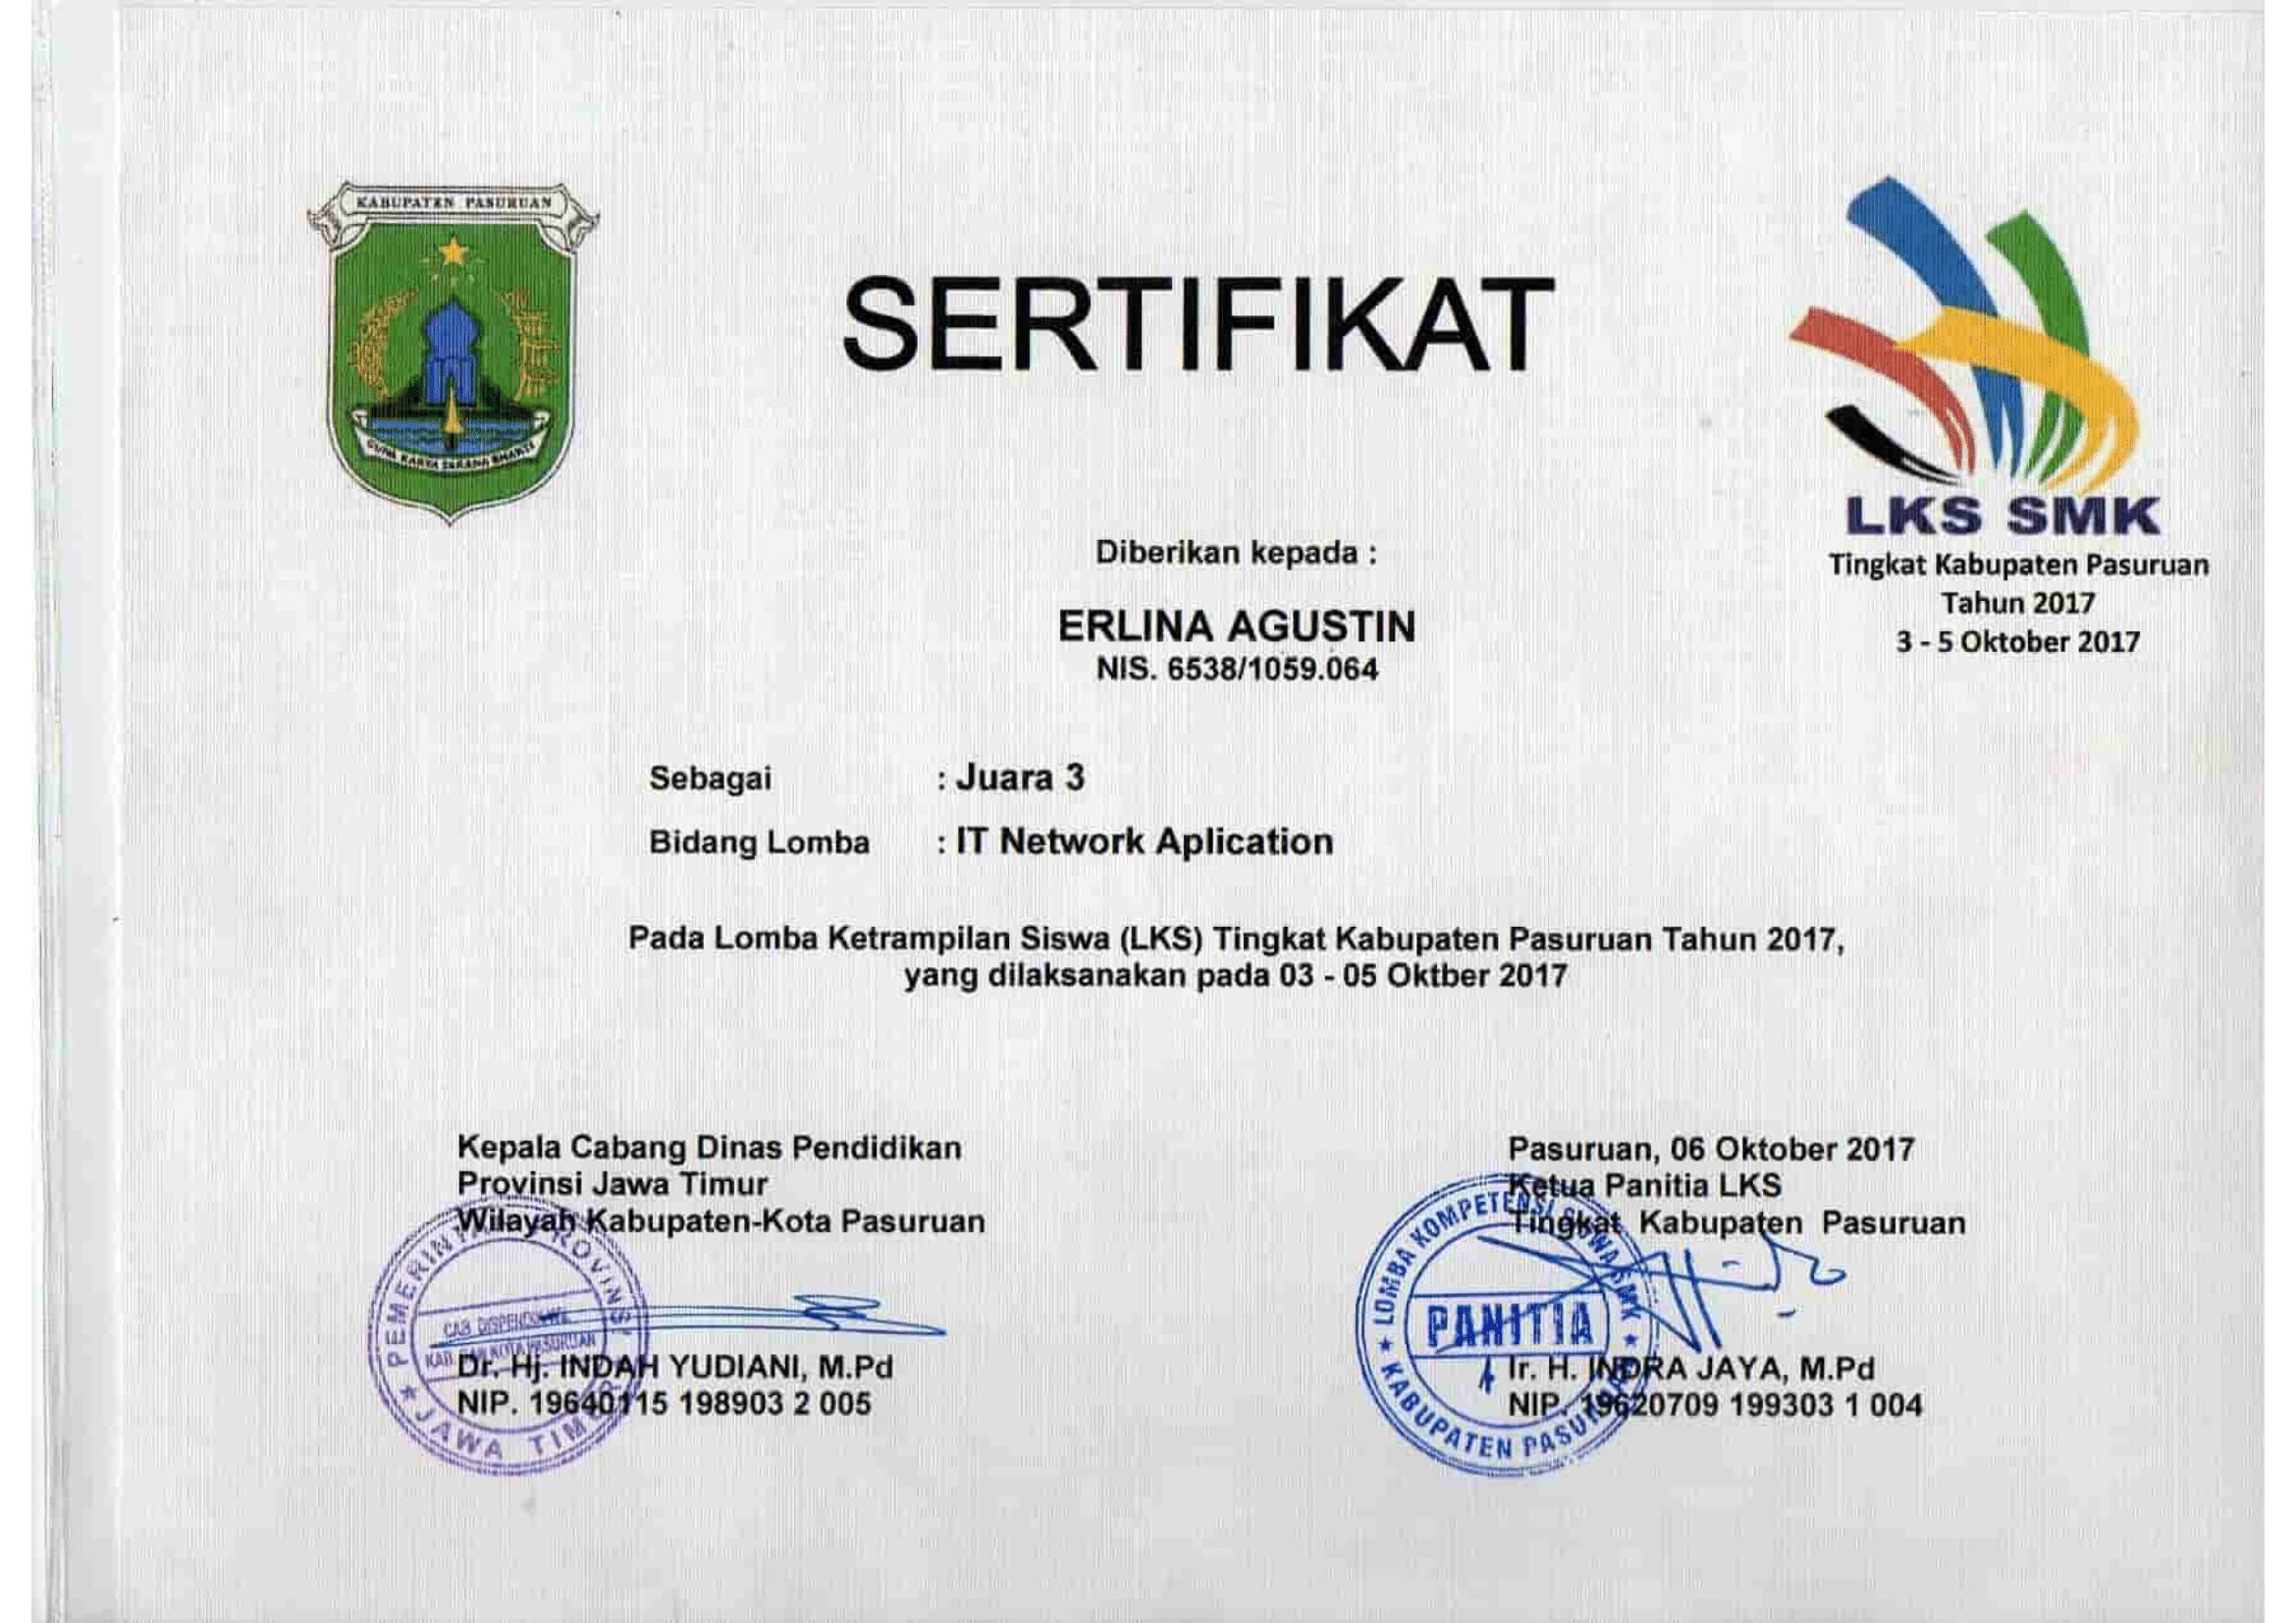 KABUPATEN PASURUAN
SERTIFIKAT
LKS SMK
Tingkat Kabupaten Pasuruan
Tahun 2017
3 - 5 Oktober 2017
Diberikan kepada :
ERLINA AGUSTIN
NIS. 6538/1059.064
Sebagai : Juara 3
Bidang Lomba : IT Network Aplication
Pada Lomba Ketrampilan Siswa (LKS) Tingkat Kabupaten Pasuruan Tahun 2017,
yang dilaksanakan pada 03 - 05 Oktber 2017
Kepala Cabang Dinas Pendidikan
Provinsi Jawa Timur
Wilayah Kabupaten-Kota Pasuruan
PEMERINTAH PROVINSI
JAWA TIMUR
Dr. Hj. INDAH YUDIANI, M.Pd
NIP. 19640115 198903 2 005
Pasuruan, 06 Oktober 2017
Ketua Panitia LKS
Tingkat Kabupaten Pasuruan
LOMBA KOMPETENSI SISWA SMK
PANITIA
KABUPATEN PASURUAN
Ir. H. INDRA JAYA, M.Pd
NIP. 19620709 199303 1 004